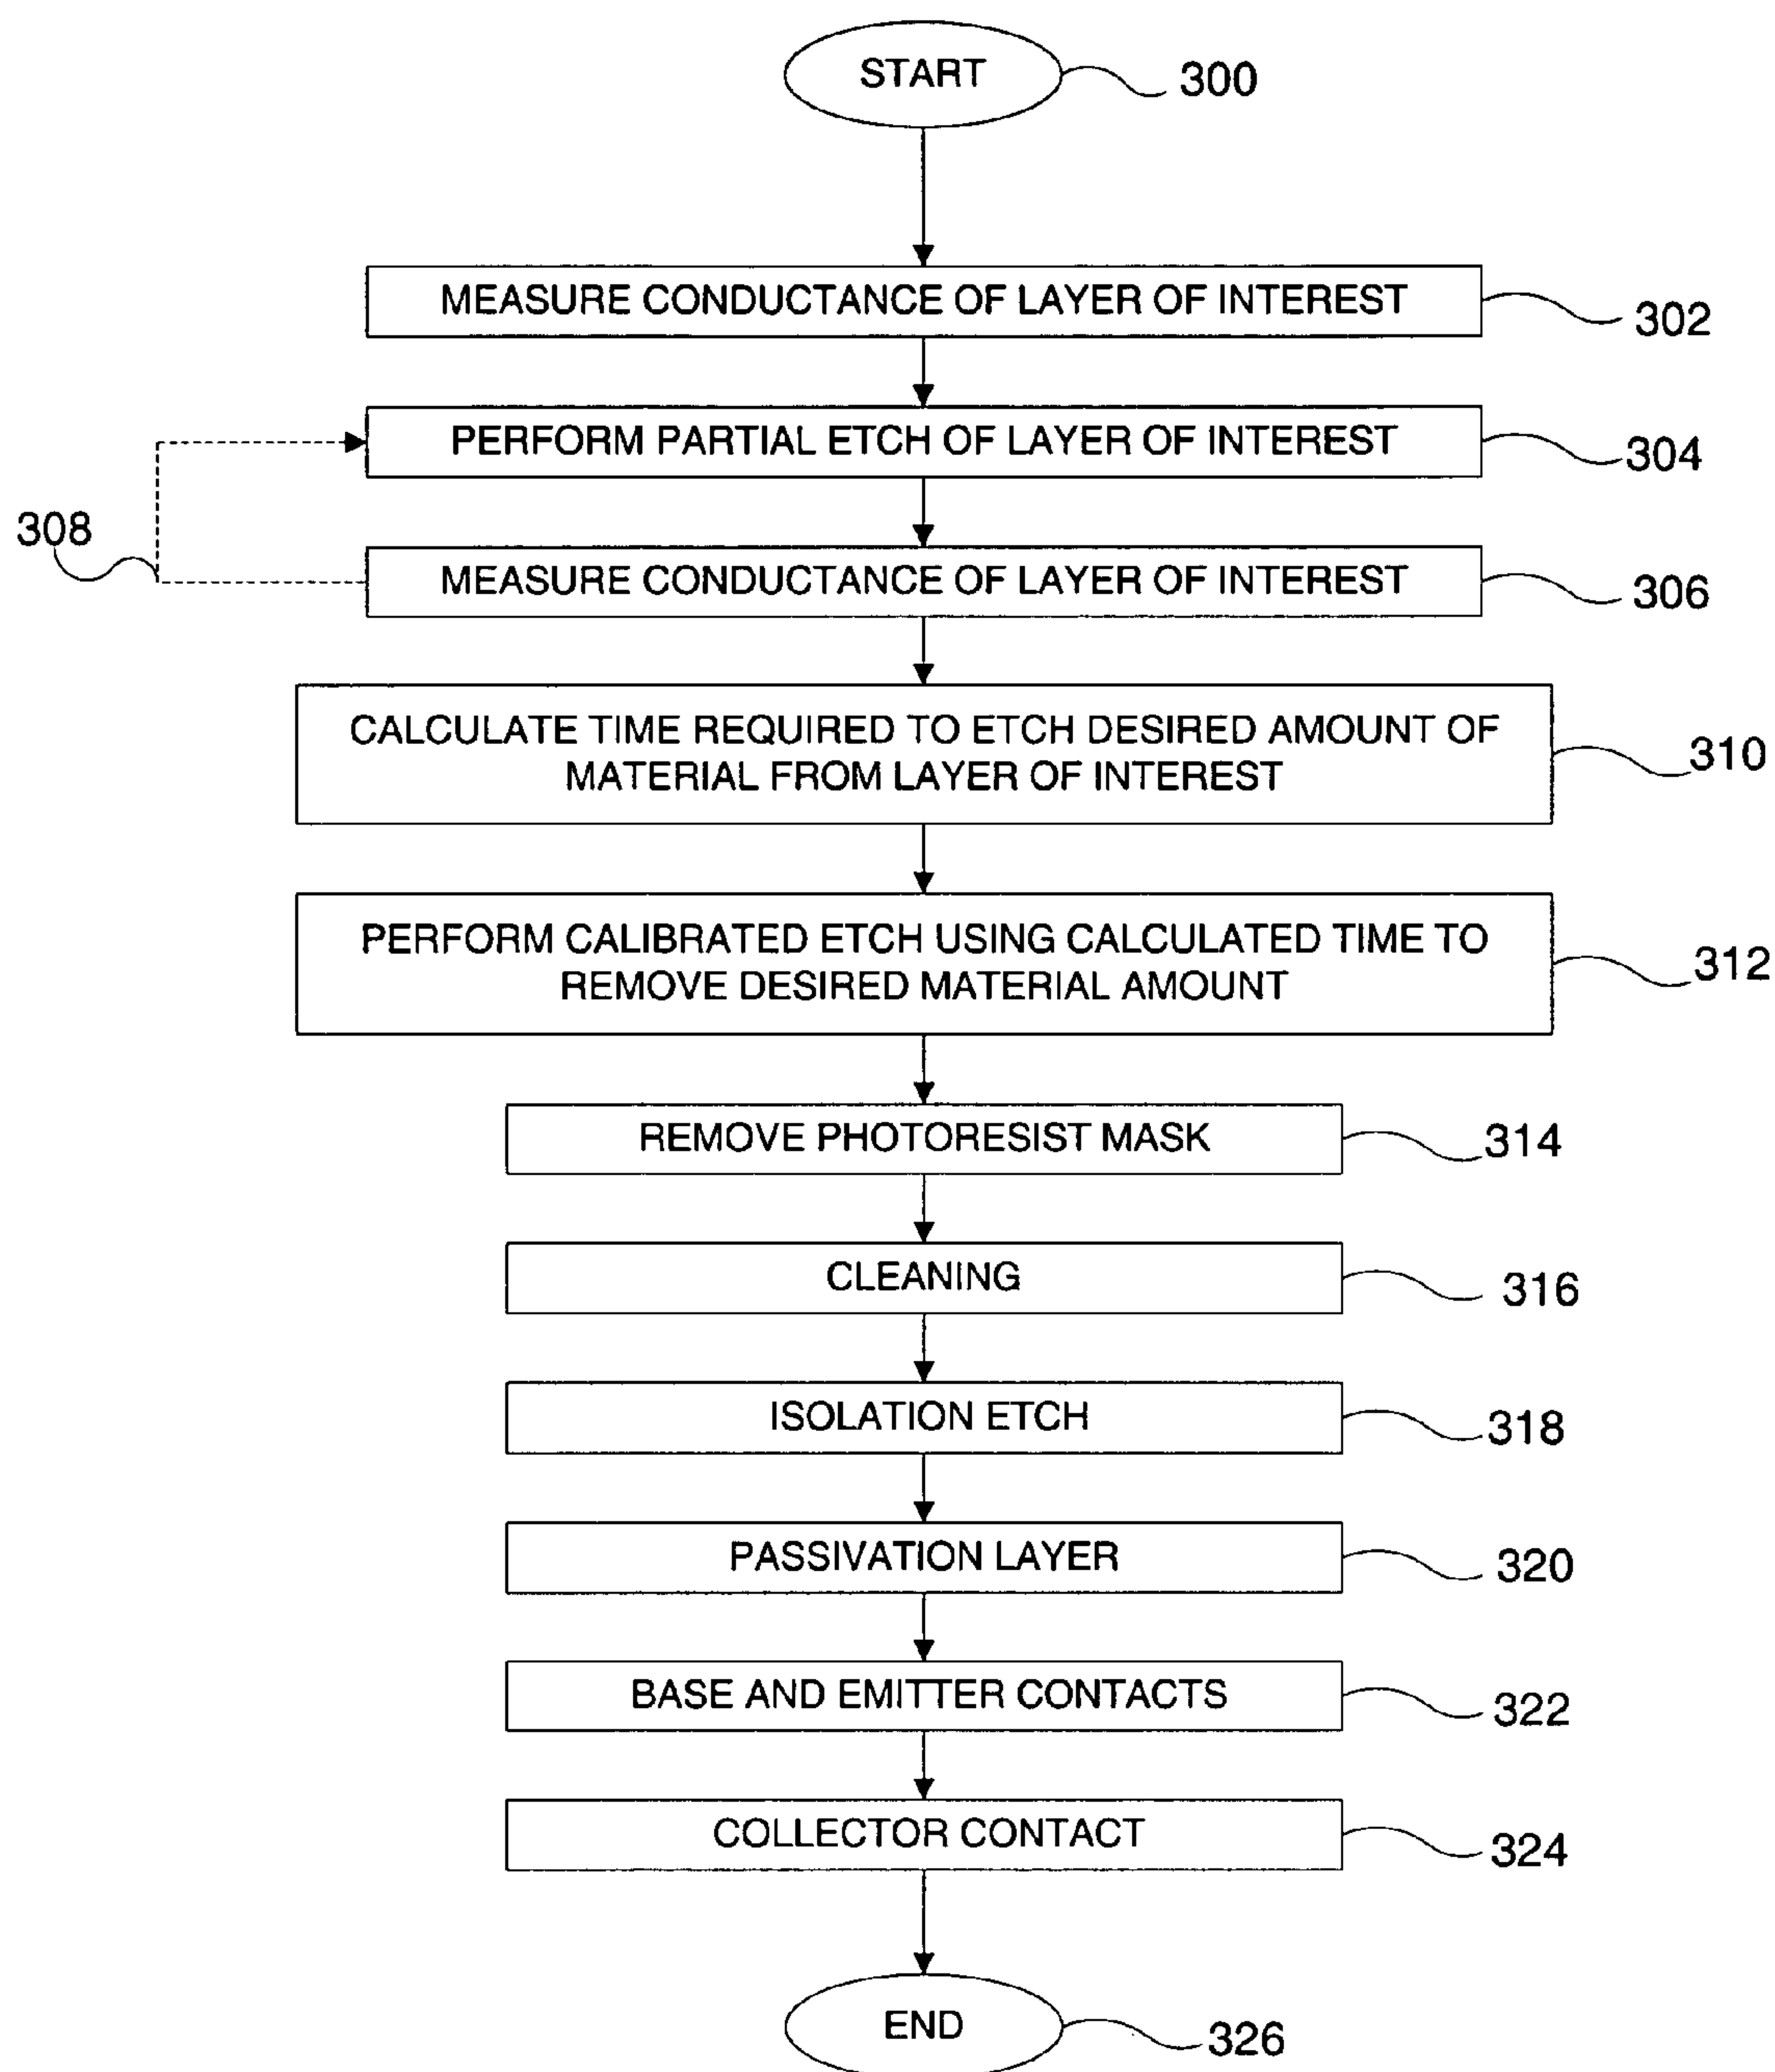 START
300
MEASURE CONDUCTANCE OF LAYER OF INTEREST
302
PERFORM PARTIAL ETCH OF LAYER OF INTEREST
304
308
MEASURE CONDUCTANCE OF LAYER OF INTEREST
306
CALCULATE TIME REQUIRED TO ETCH DESIRED AMOUNT OF
MATERIAL FROM LAYER OF INTEREST
310
PERFORM CALIBRATED ETCH USING CALCULATED TIME TO
REMOVE DESIRED MATERIAL AMOUNT
312
REMOVE PHOTORESIST MASK
314
CLEANING
316
ISOLATION ETCH
318
PASSIVATION LAYER
320
BASE AND EMITTER CONTACTS
322
COLLECTOR CONTACT
324
END
326